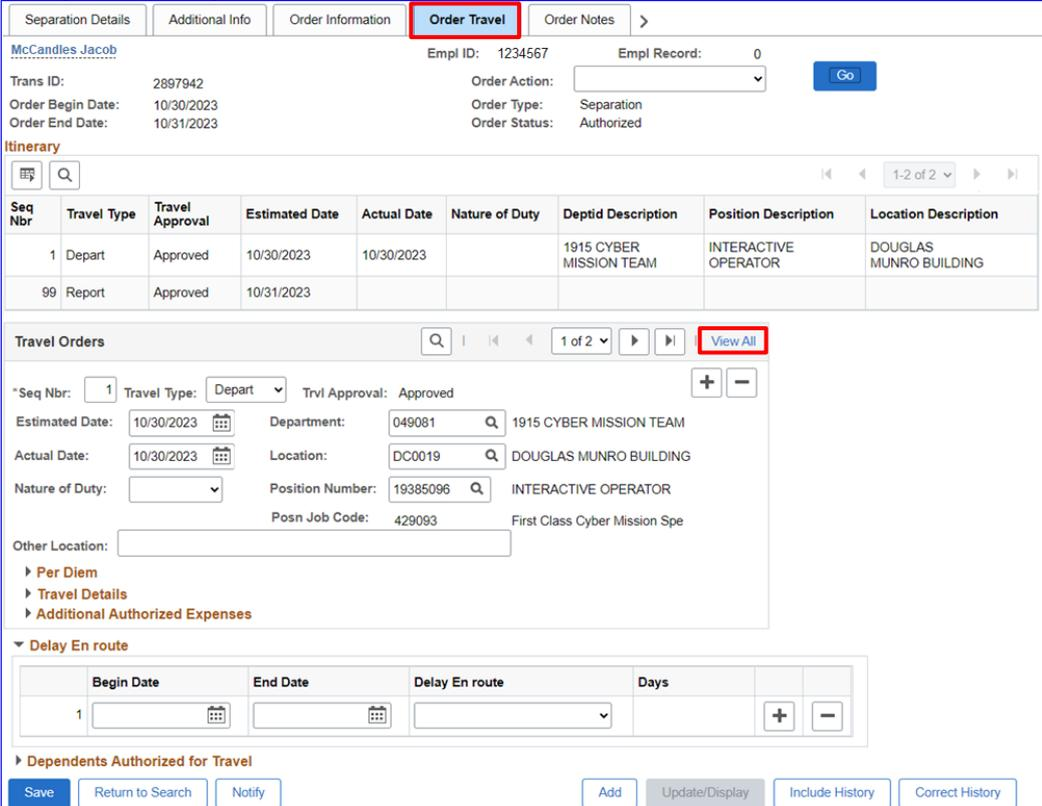 Separation Details Additional Info Order Information Order Travel Order Notes
McCandles Jacob Empl ID: 1234567 Empl Record: 0
Trans ID: 2897942 Order Action: Go
Order Begin Date: 10/30/2023 Order Type: Separation
Order End Date: 10/31/2023 Order Status: Authorized
Itinerary
1-2 of 2
Seq Nbr Travel Type Travel Approval Estimated Date Actual Date Nature of Duty Deptid Description Position Description Location Description
1 Depart Approved 10/30/2023 10/30/2023 1915 CYBER MISSION TEAM INTERACTIVE OPERATOR DOUGLAS MUNRO BUILDING
99 Report Approved 10/31/2023
Travel Orders 1 of 2 View All
*Seq Nbr: 1 Travel Type: Depart Trvl Approval: Approved
Estimated Date: 10/30/2023 Department: 049081 1915 CYBER MISSION TEAM
Actual Date: 10/30/2023 Location: DC0019 DOUGLAS MUNRO BUILDING
Nature of Duty: Position Number: 19385096 INTERACTIVE OPERATOR
Posn Job Code: 429093 First Class Cyber Mission Spe
Other Location:
Per Diem
Travel Details
Additional Authorized Expenses
Delay En route
Begin Date End Date Delay En route Days
1
Dependents Authorized for Travel
Save Return to Search Notify Add Update/Display Include History Correct History